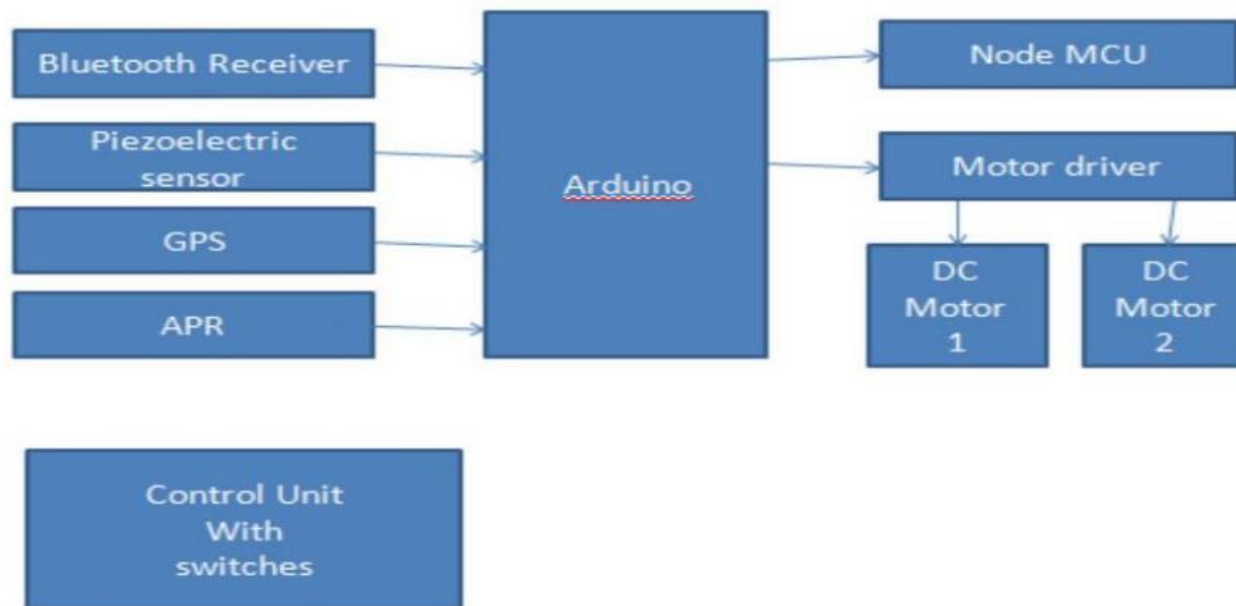 Bluetooth Receiver
Piezoelectric
sensor
GPS
APR
Arduino
Node MCU
Motor driver
DC
Motor
1
DC
Motor
2
Control Unit
With
switches